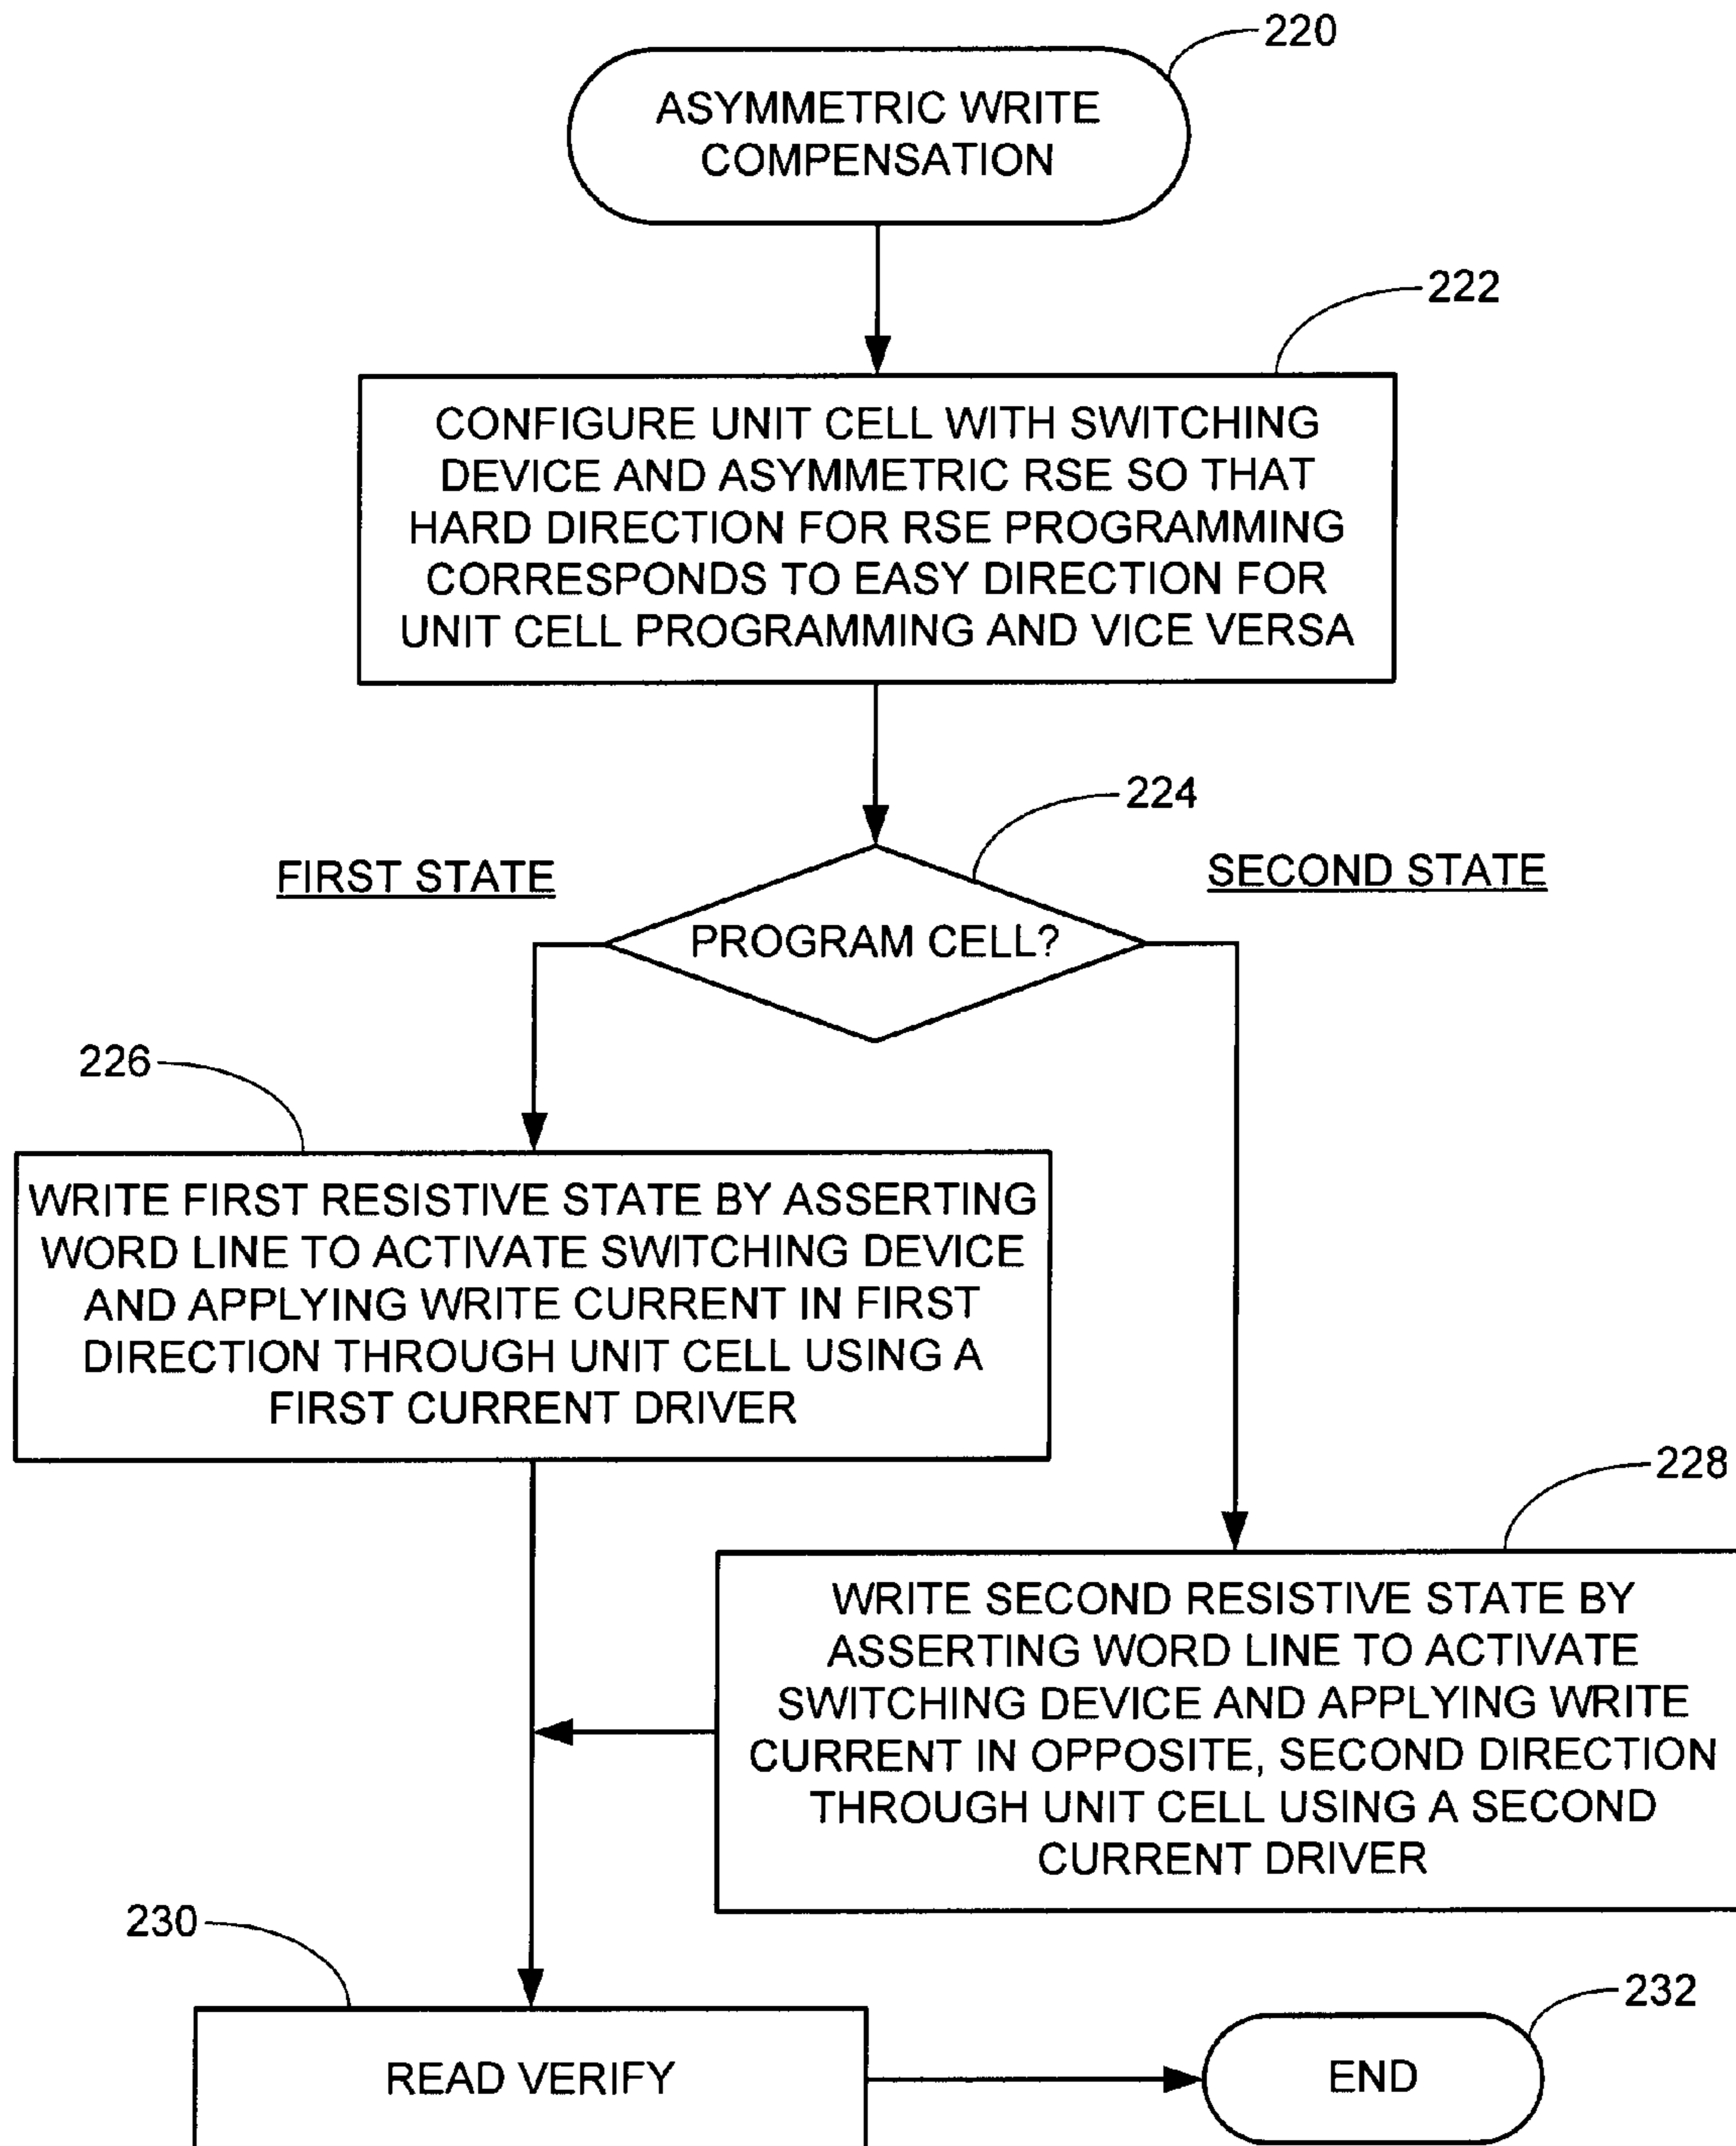 220
ASYMMETRIC WRITE
COMPENSATION
222
CONFIGURE UNIT CELL WITH SWITCHING
DEVICE AND ASYMMETRIC RSE SO THAT
HARD DIRECTION FOR RSE PROGRAMMING
CORRESPONDS TO EASY DIRECTION FOR
UNIT CELL PROGRAMMING AND VICE VERSA
224
FIRST STATE
SECOND STATE
PROGRAM CELL?
226
WRITE FIRST RESISTIVE STATE BY ASSERTING
WORD LINE TO ACTIVATE SWITCHING DEVICE
AND APPLYING WRITE CURRENT IN FIRST
DIRECTION THROUGH UNIT CELL USING A
FIRST CURRENT DRIVER
228
WRITE SECOND RESISTIVE STATE BY
ASSERTING WORD LINE TO ACTIVATE
SWITCHING DEVICE AND APPLYING WRITE
CURRENT IN OPPOSITE, SECOND DIRECTION
THROUGH UNIT CELL USING A SECOND
CURRENT DRIVER
230
READ VERIFY
232
END